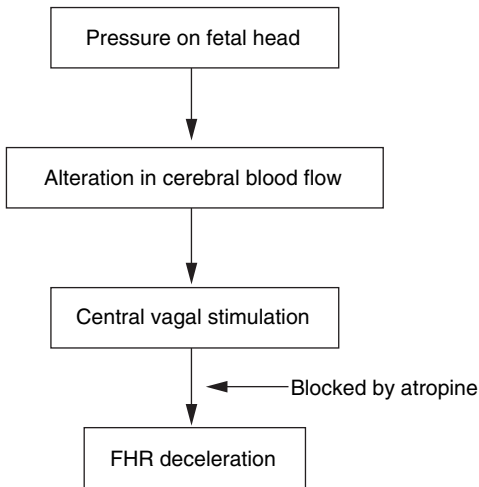 Pressure on fetal head
Alteration in cerebral blood flow
Central vagal stimulation
Blocked by atropine
FHR deceleration